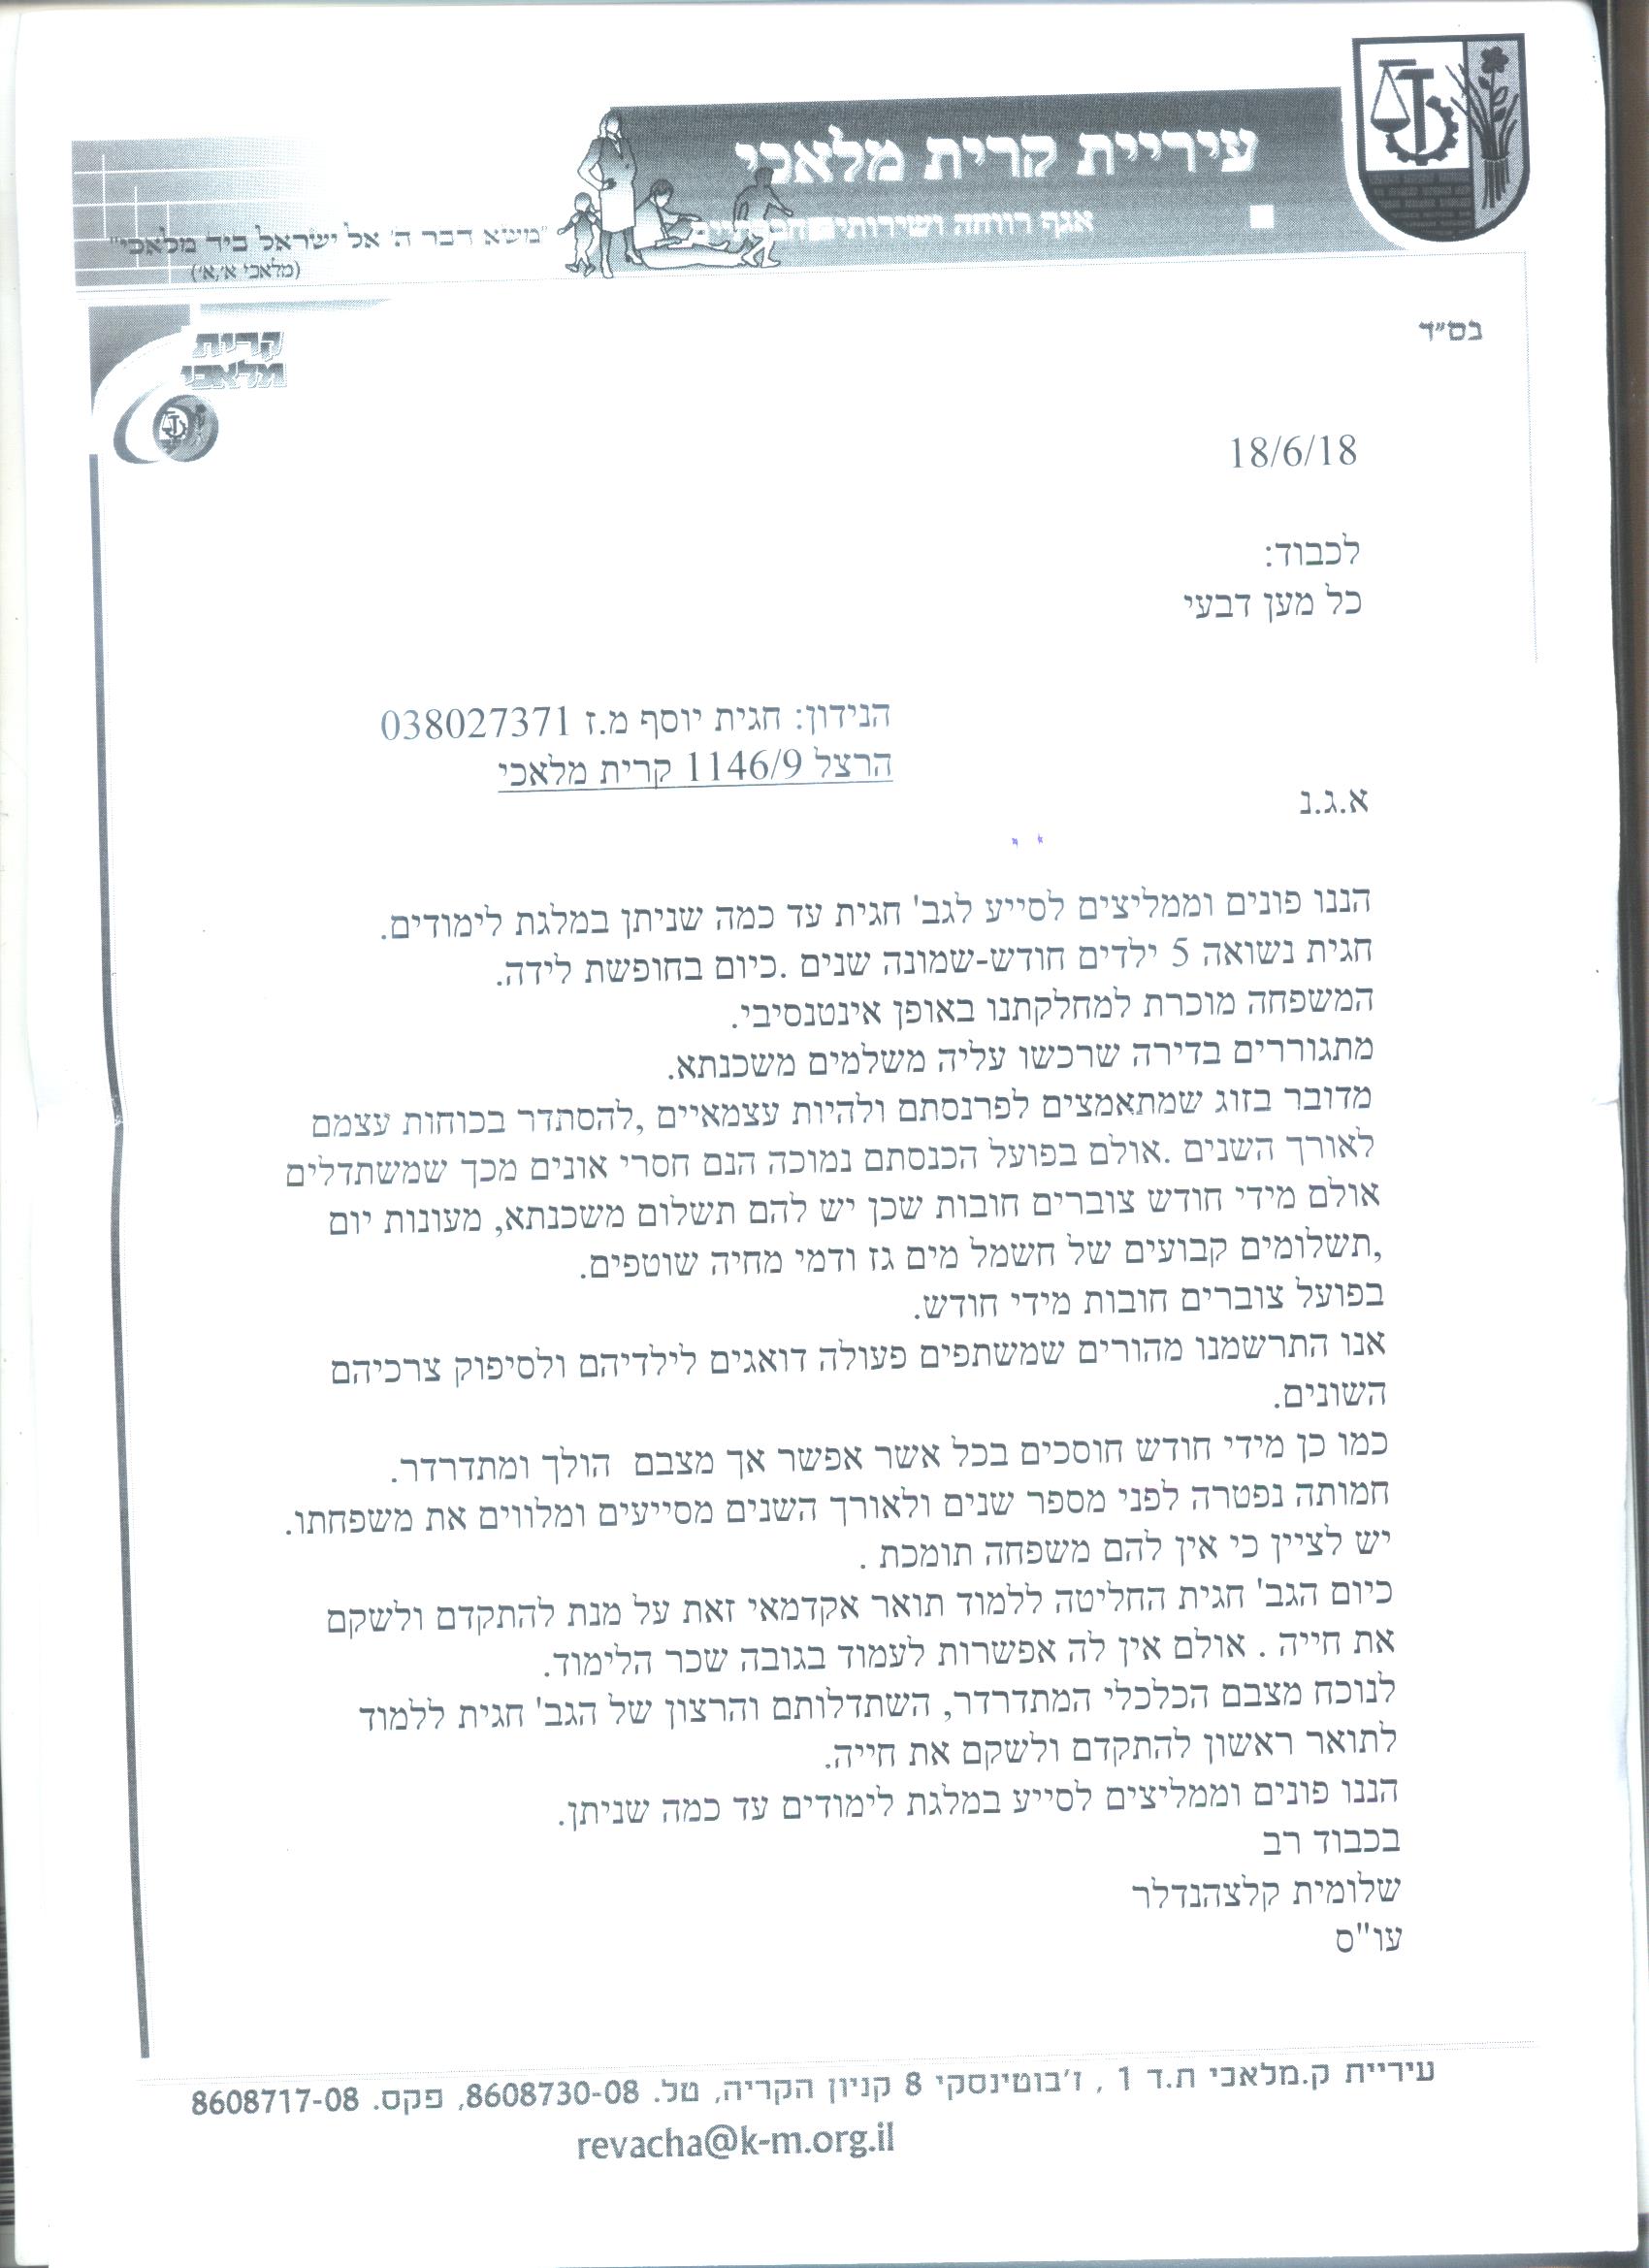 עיריית קרית מלאכי
אגף רווחה ושירותים
"משא דבר ה' אל ישראל ביד מלאכי"
(מלאכי א',א')
קרית
מלאכי
בס"ד
18/6/18
לכבוד:
כל מען דבעי
הנידון: חגית יוסף מ.ז 038027371
הרצל 1146/9 קרית מלאכי
א.ג.נ
הננו פונים וממליצים לסייע לגב' חגית עד כמה שניתן במלגת לימודים.
חגית נשואה 5 ילדים חודש-שמונה שנים .כיום בחופשת לידה.
המשפחה מוכרת למחלקתנו באופן אינטנסיבי.
מתגוררים בדירה שרכשו עליה משלמים משכנתא.
מדובר בזוג שמתאמצים לפרנסתם ולהיות עצמאיים ,להסתדר בכוחות עצמם
לאורך השנים .אולם בפועל הכנסתם נמוכה הנם חסרי אונים מכך שמשתדלים
אולם מידי חודש צוברים חובות שכן יש להם תשלום משכנתא, מעונות יום
,תשלומים קבועים של חשמל מים גז ודמי מחיה שוטפים.
בפועל צוברים חובות מידי חודש.
אנו התרשמנו מהורים שמשתפים פעולה דואגים לילדיהם ולסיפוק צרכיהם
השונים.
כמו כן מידי חודש חוסכים בכל אשר אפשר אך מצבם הולך ומתדרדר.
חמותה נפטרה לפני מספר שנים ולאורך השנים מסייעים ומלווים את משפחתו.
יש לציין כי אין להם משפחה תומכת .
כיום הגב' חגית החליטה ללמוד תואר אקדמאי זאת על מנת להתקדם ולשקם
את חייה . אולם אין לה אפשרות לעמוד בגובה שכר הלימוד.
לנוכח מצבם הכלכלי המתדרדר, השתדלותם והרצון של הגב' חגית ללמוד
לתואר ראשון להתקדם ולשקם את חייה.
הננו פונים וממליצים לסייע במלגת לימודים עד כמה שניתן.
בכבוד רב
שלומית קלצהנדלר
עו"ס
עיריית ק.מלאכי ת.ד 1 , ז'בוטינסקי 8 קניון הקריה, טל. 8608730-08, פקס. 8608717-08
revacha@k-m.org.il